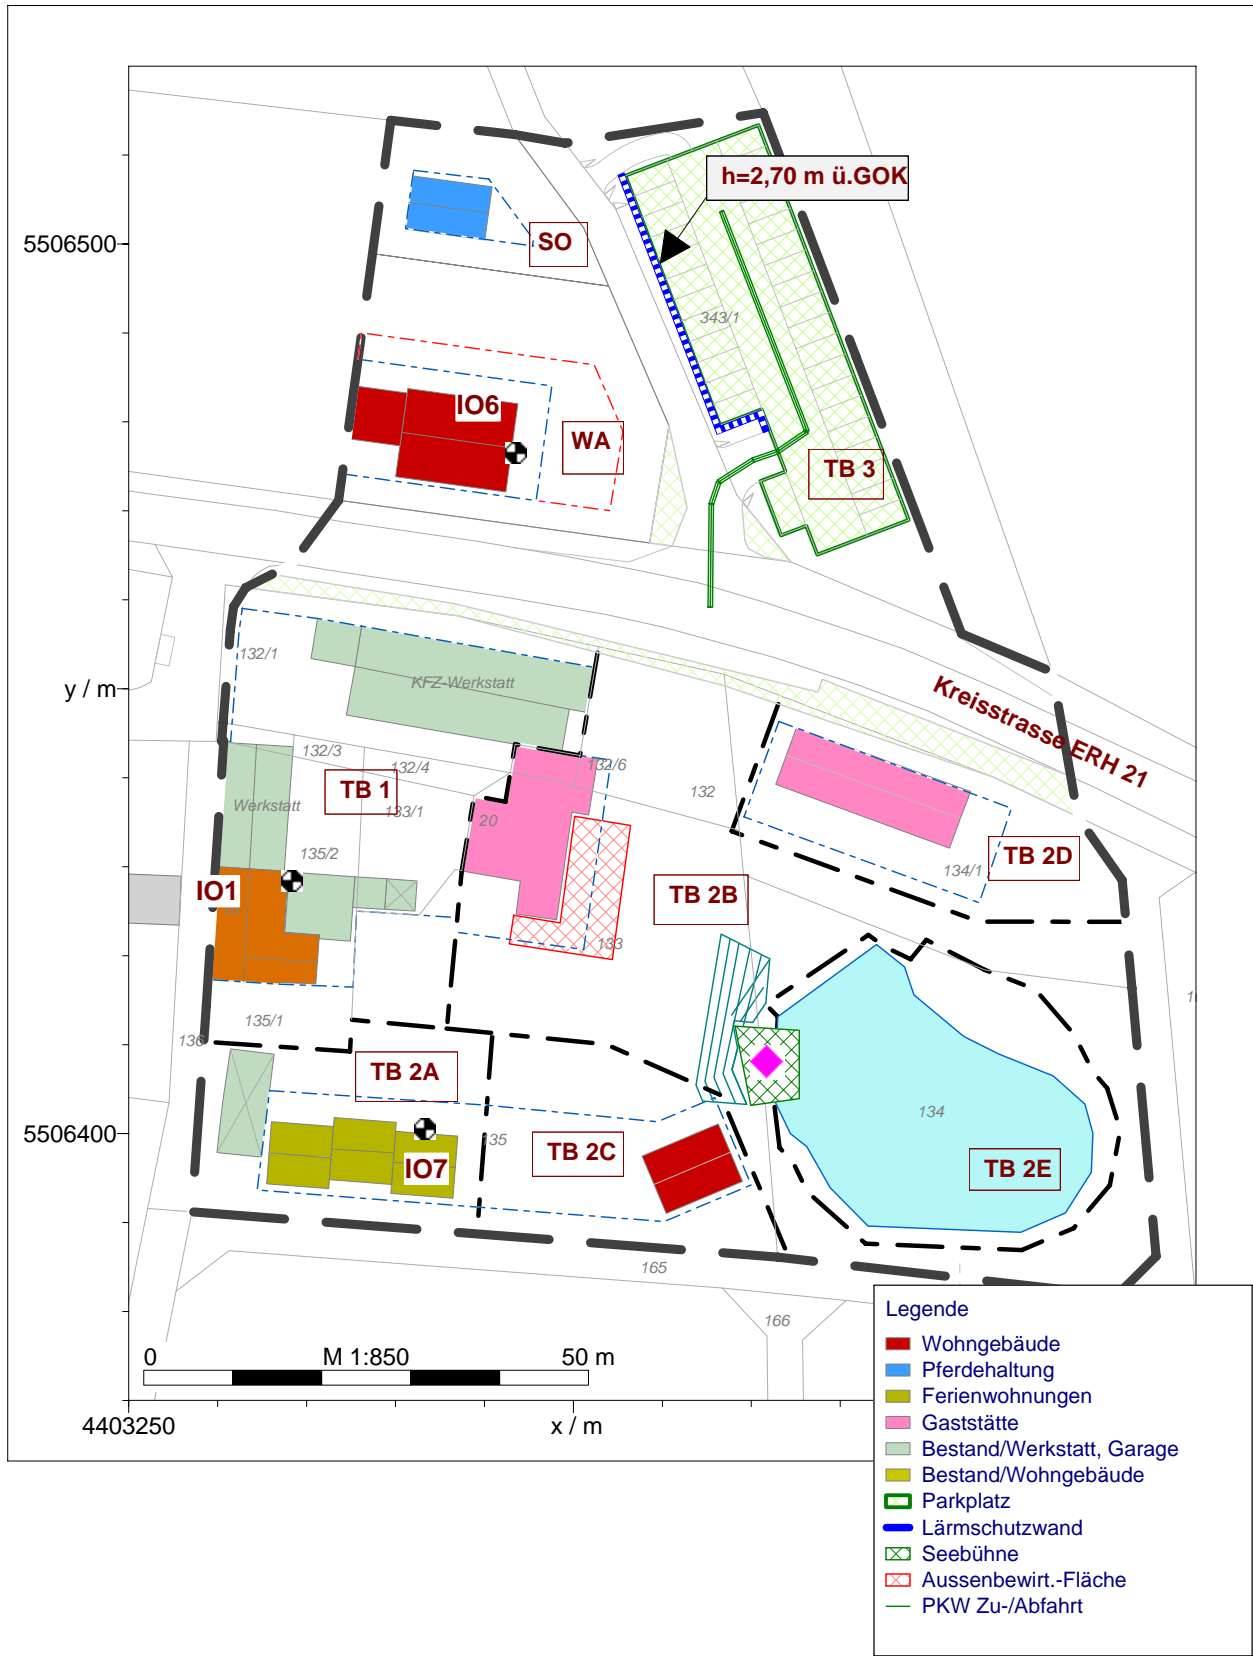 h=2,70 m ü.GOK
5506500
SO
343/1
IO6
WA
TB 3
132/1
KFZ-Werkstatt
y / m
Kreisstrasse ERH 21
132/3
132/4
132/6
132
TB 1
Werkstatt
133/1
20
135/2
134/1
TB 2D
IO1
TB 2B
133
135/1
136
TB 2A
134
5506400
135
TB 2C
IO7
TB 2E
165
166
0
M 1:850
50 m
4403250
x / m
Legende
Wohngebäude
Pferdehaltung
Ferienwohnungen
Gaststätte
Bestand/Werkstatt, Garage
Bestand/Wohngebäude
Parkplatz
Lärmschutzwand
Seebühne
Aussenbewirt.-Fläche
PKW Zu-/Abfahrt